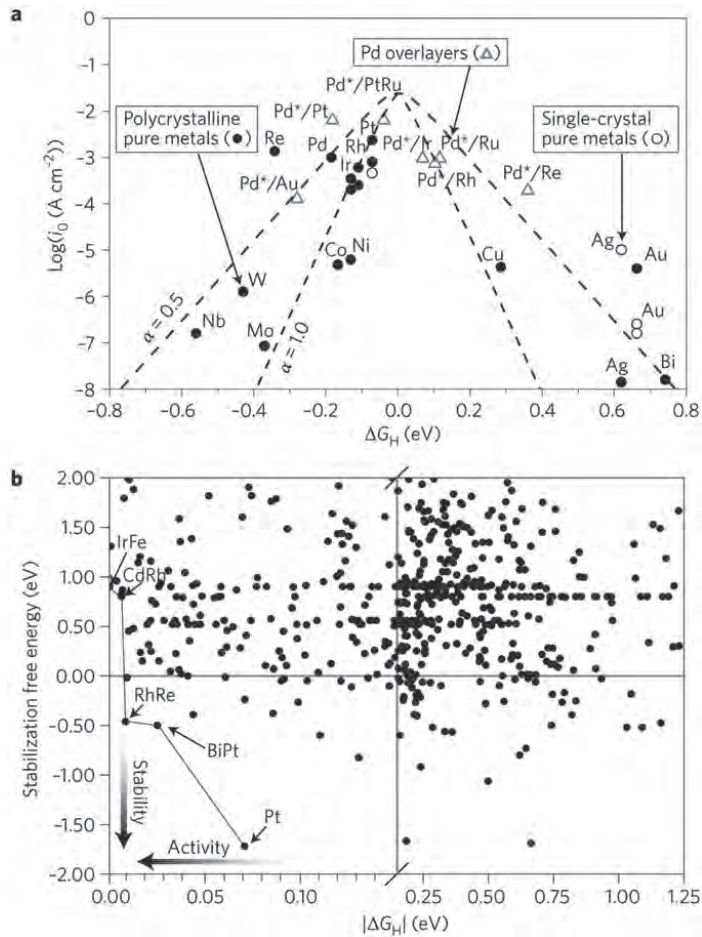 a
0
−1
−2
−3
−4
−5
−6
−7
−8
Log(i₀ (A cm⁻²))
Pd overlayers (△)
Pd*/PtRu
Polycrystalline
pure metals (●)
Single-crystal
pure metals (○)
Re
Pd*/Pt
Pd
Pt
Rh
Ir
Pd*/Ru
Pd*/Rh
Pd*/Re
Pd*/Au
Co
Ni
Cu
Ag
Au
W
Au
Nb
Mo
Ag
Bi
α = 0.5
α = 1.0
−0.8
−0.6
−0.4
−0.2
0.0
0.2
0.4
0.6
0.8
ΔG_H (eV)
b
2.00
1.50
1.00
0.50
0.00
−0.50
−1.00
−1.50
−2.00
Stabilization free energy (eV)
IrFe
CdRh
RhRe
BiPt
Pt
Stability
Activity
0.00
0.05
0.10
0.25
0.50
0.75
1.00
1.25
|ΔG_H| (eV)